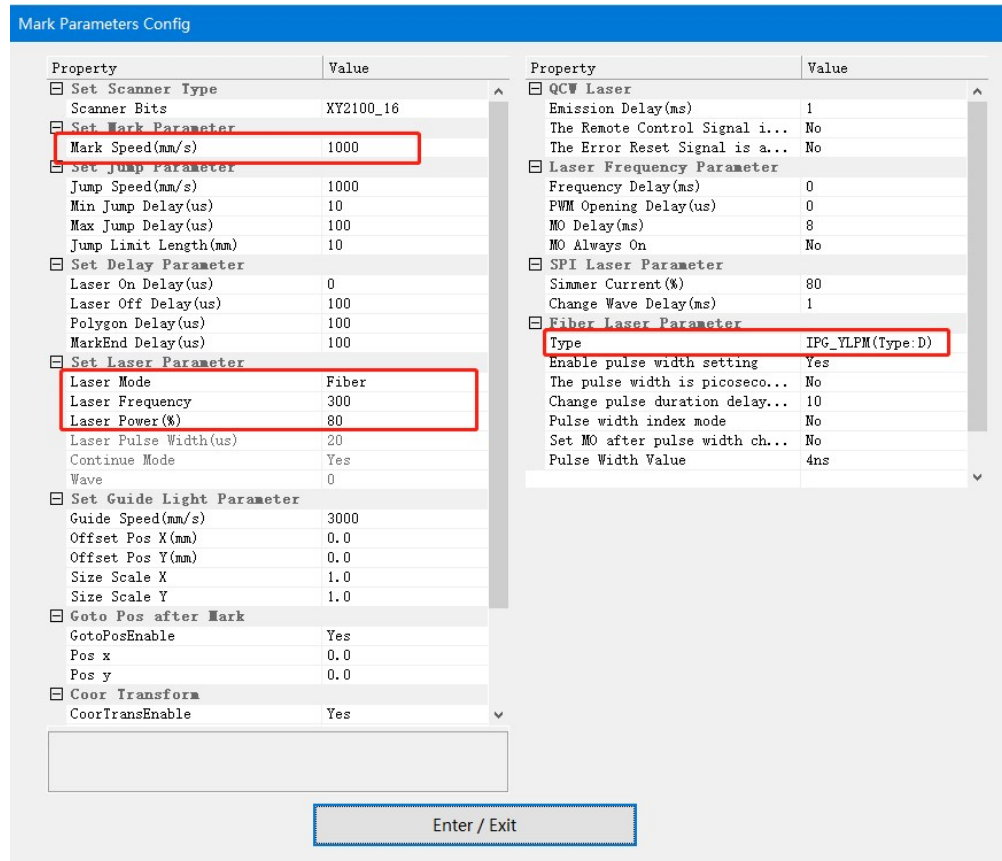 Mark Parameters Config
Property Value
Set Scanner Type
Scanner Bits XY2100_16
Set Mark Parameter
Mark Speed(mm/s) 1000
Set Jump Parameter
Jump Speed(mm/s) 1000
Min Jump Delay(us) 10
Max Jump Delay(us) 100
Jump Limit Length(mm) 10
Set Delay Parameter
Laser On Delay(us) 0
Laser Off Delay(us) 100
Polygon Delay(us) 100
MarkEnd Delay(us) 100
Set Laser Parameter
Laser Mode Fiber
Laser Frequency 300
Laser Power(%) 80
Laser Pulse Width(us) 20
Continue Mode Yes
Wave 0
Set Guide Light Parameter
Guide Speed(mm/s) 3000
Offset Pos X(mm) 0.0
Offset Pos Y(mm) 0.0
Size Scale X 1.0
Size Scale Y 1.0
Goto Pos after Mark
GotoPosEnable Yes
Pos x 0.0
Pos y 0.0
Coor Transform
CoorTransEnable Yes
Property Value
QCW Laser
Emission Delay(ms) 1
The Remote Control Signal i... No
The Error Reset Signal is a... No
Laser Frequency Parameter
Frequency Delay(ms) 0
PWM Opening Delay(us) 0
MO Delay(ms) 8
MO Always On No
SPI Laser Parameter
Simmer Current(%) 80
Change Wave Delay(ms) 1
Fiber Laser Parameter
Type IPG_YLPM(Type:D)
Enable pulse width setting Yes
The pulse width is picoseco... No
Change pulse duration delay... 10
Pulse width index mode No
Set MO after pulse width ch... No
Pulse Width Value 4ns
Enter / Exit